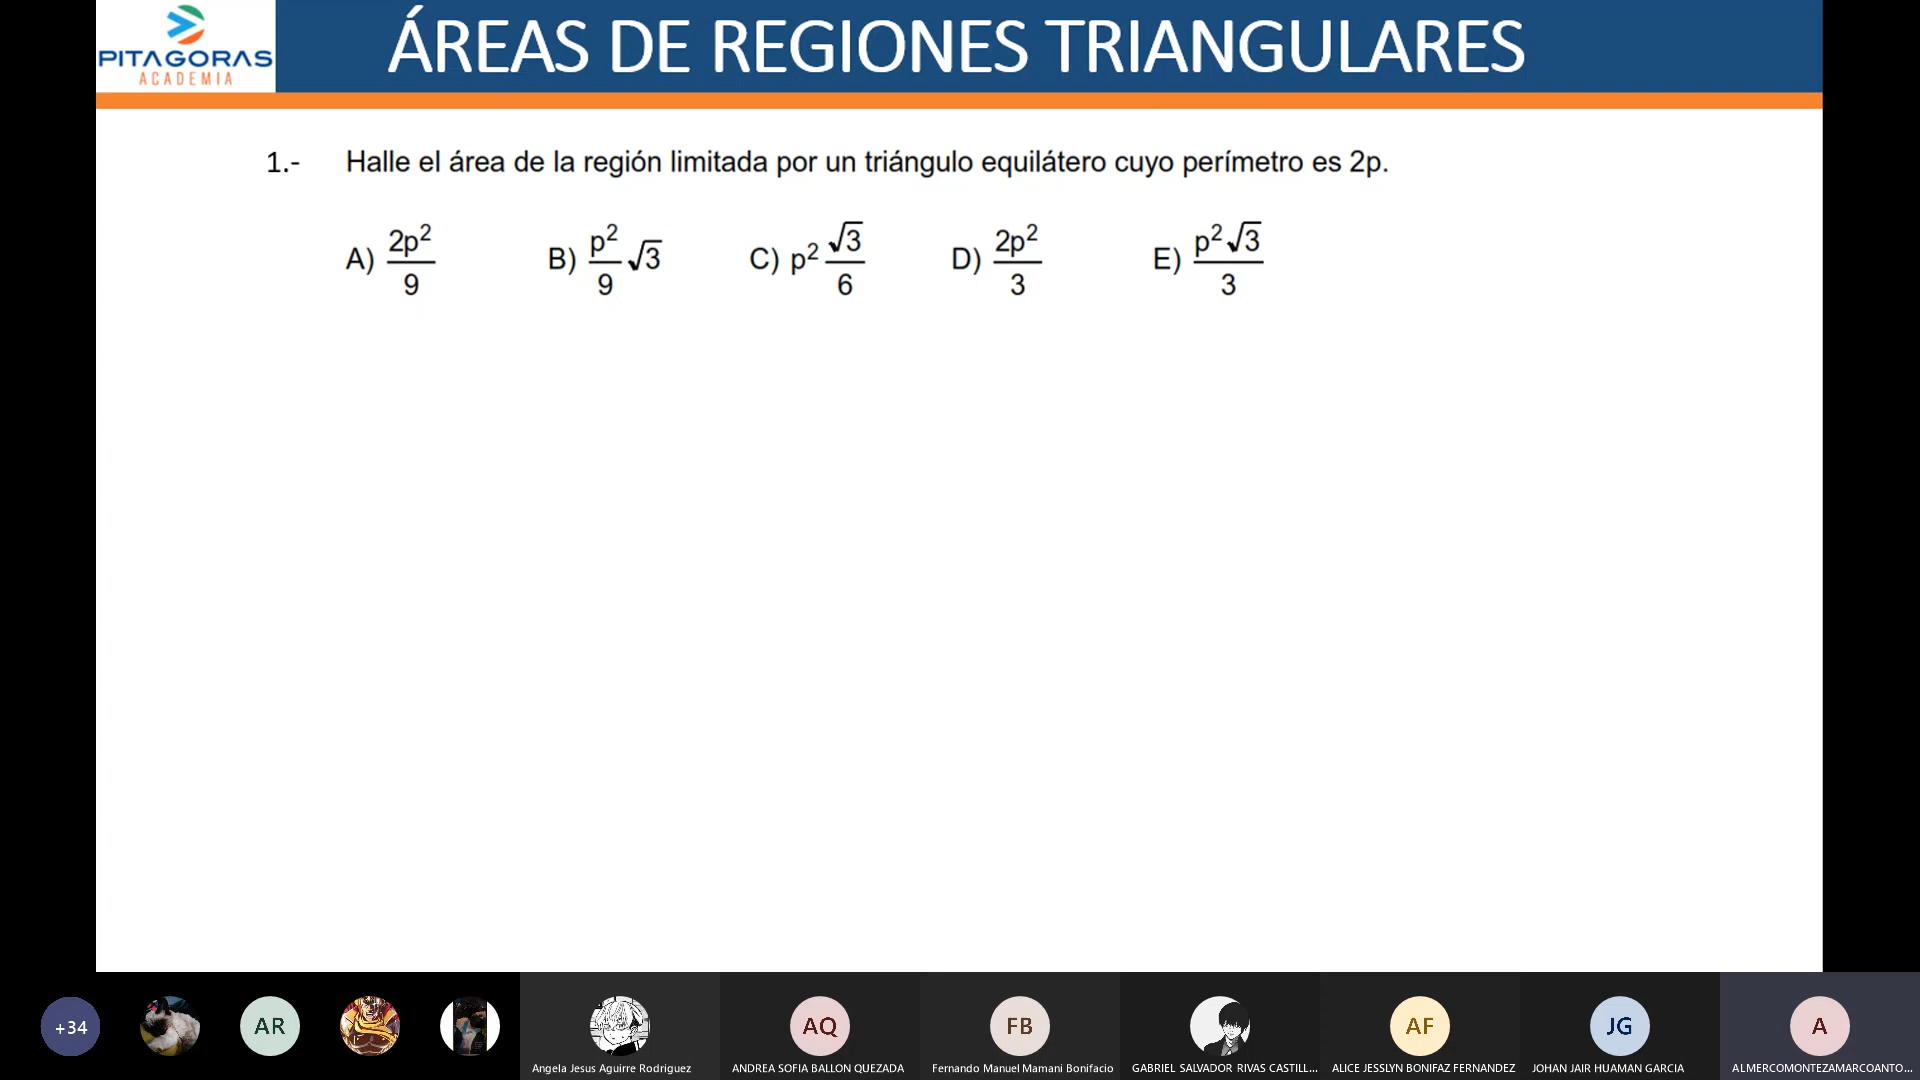 PITAGORAS
ACADEMIA
ÁREAS DE REGIONES TRIANGULARES
1.- Halle el área de la región limitada por un triángulo equilátero cuyo perímetro es 2p.
A) 2p²/9 B) p²/9 √3 C) p² √3/6 D) 2p²/3 E) p²√3/3
+34 AR AQ FB AF JG A
Angela Jesus Aguirre Rodriguez ANDREA SOFIA BALLON QUEZADA Fernando Manuel Mamani Bonifacio GABRIEL SALVADOR RIVAS CASTILL... ALICE JESSLYN BONIFAZ FERNANDEZ JOHAN JAIR HUAMAN GARCIA ALMERCOMONTEZAMARCOANTO...